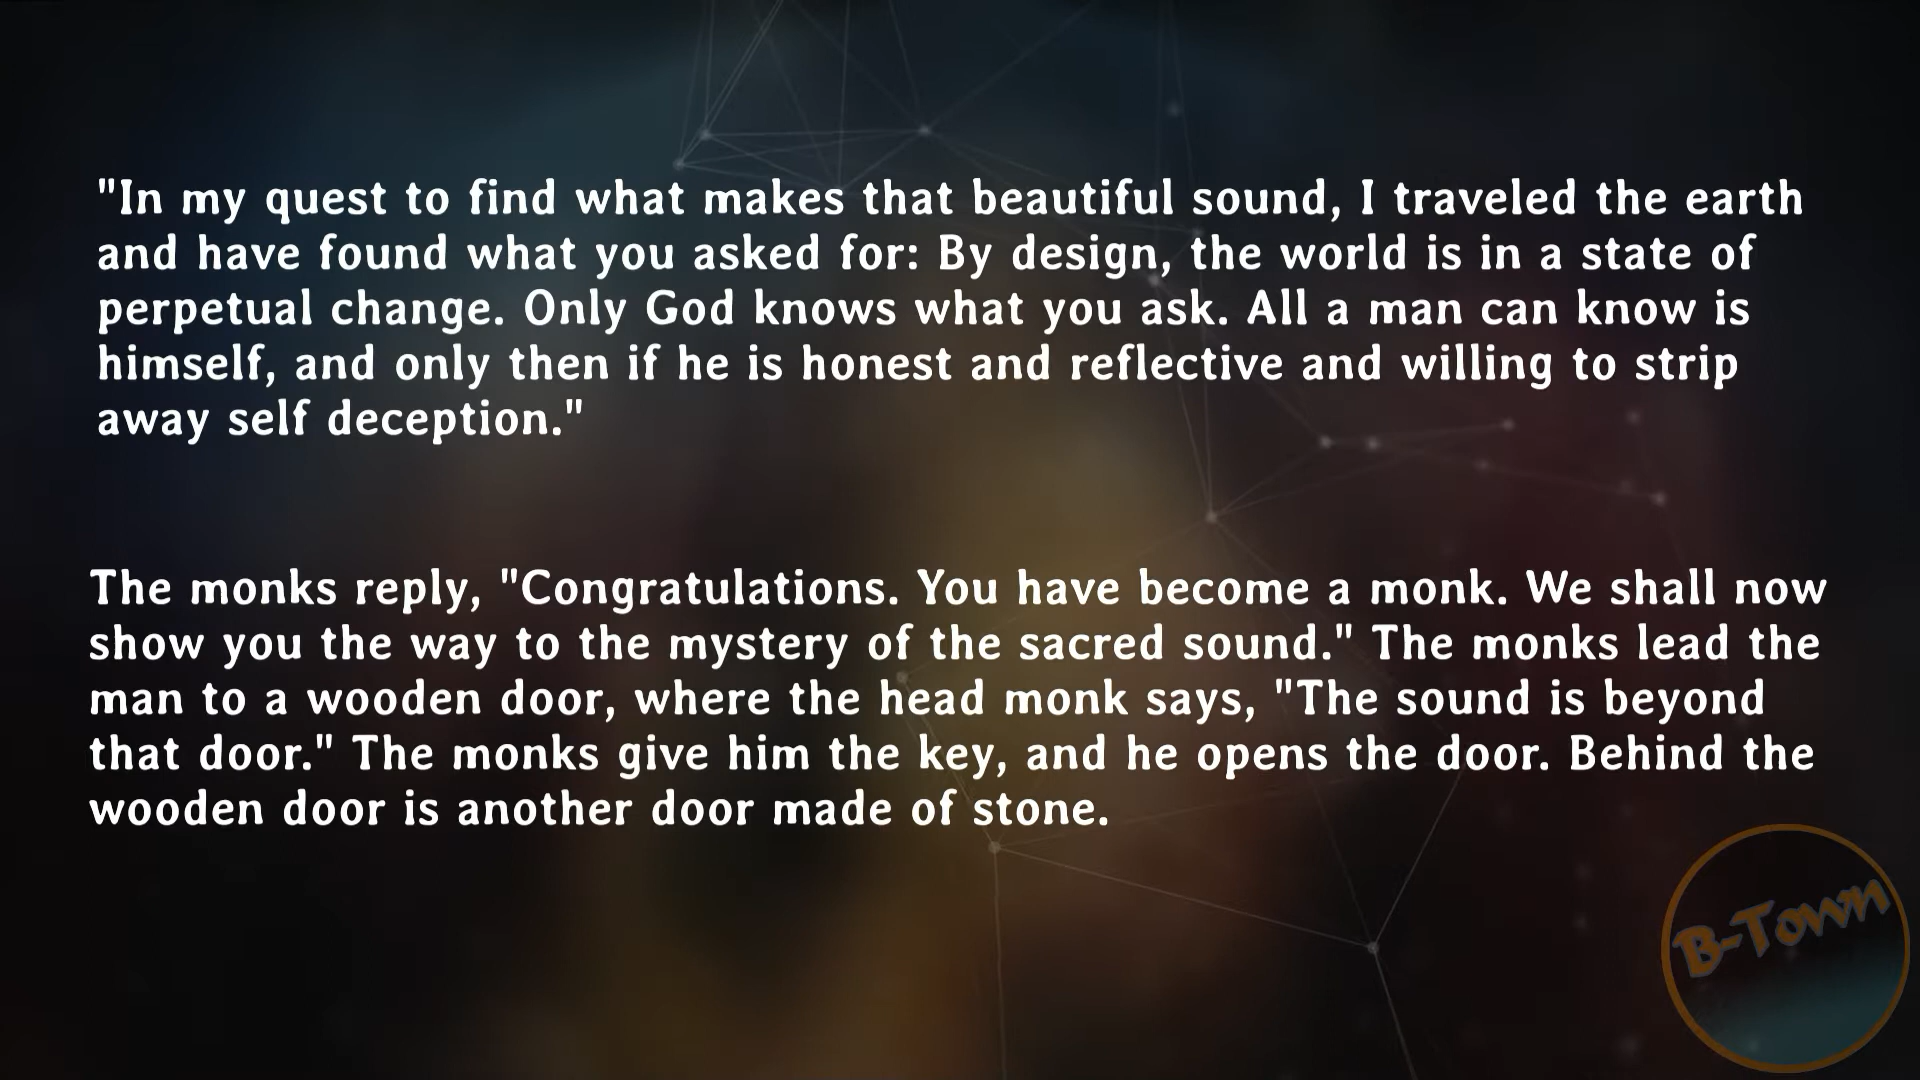 "In my quest to find what makes that beautiful sound, I traveled the earth
and have found what you asked for: By design, the world is in a state of
perpetual change. Only God knows what you ask. All a man can know is
himself, and only then if he is honest and reflective and willing to strip
away self deception."
The monks reply, "Congratulations. You have become a monk. We shall now
show you the way to the mystery of the sacred sound." The monks lead the
man to a wooden door, where the head monk says, "The sound is beyond
that door." The monks give him the key, and he opens the door. Behind the
wooden door is another door made of stone.
B-Town